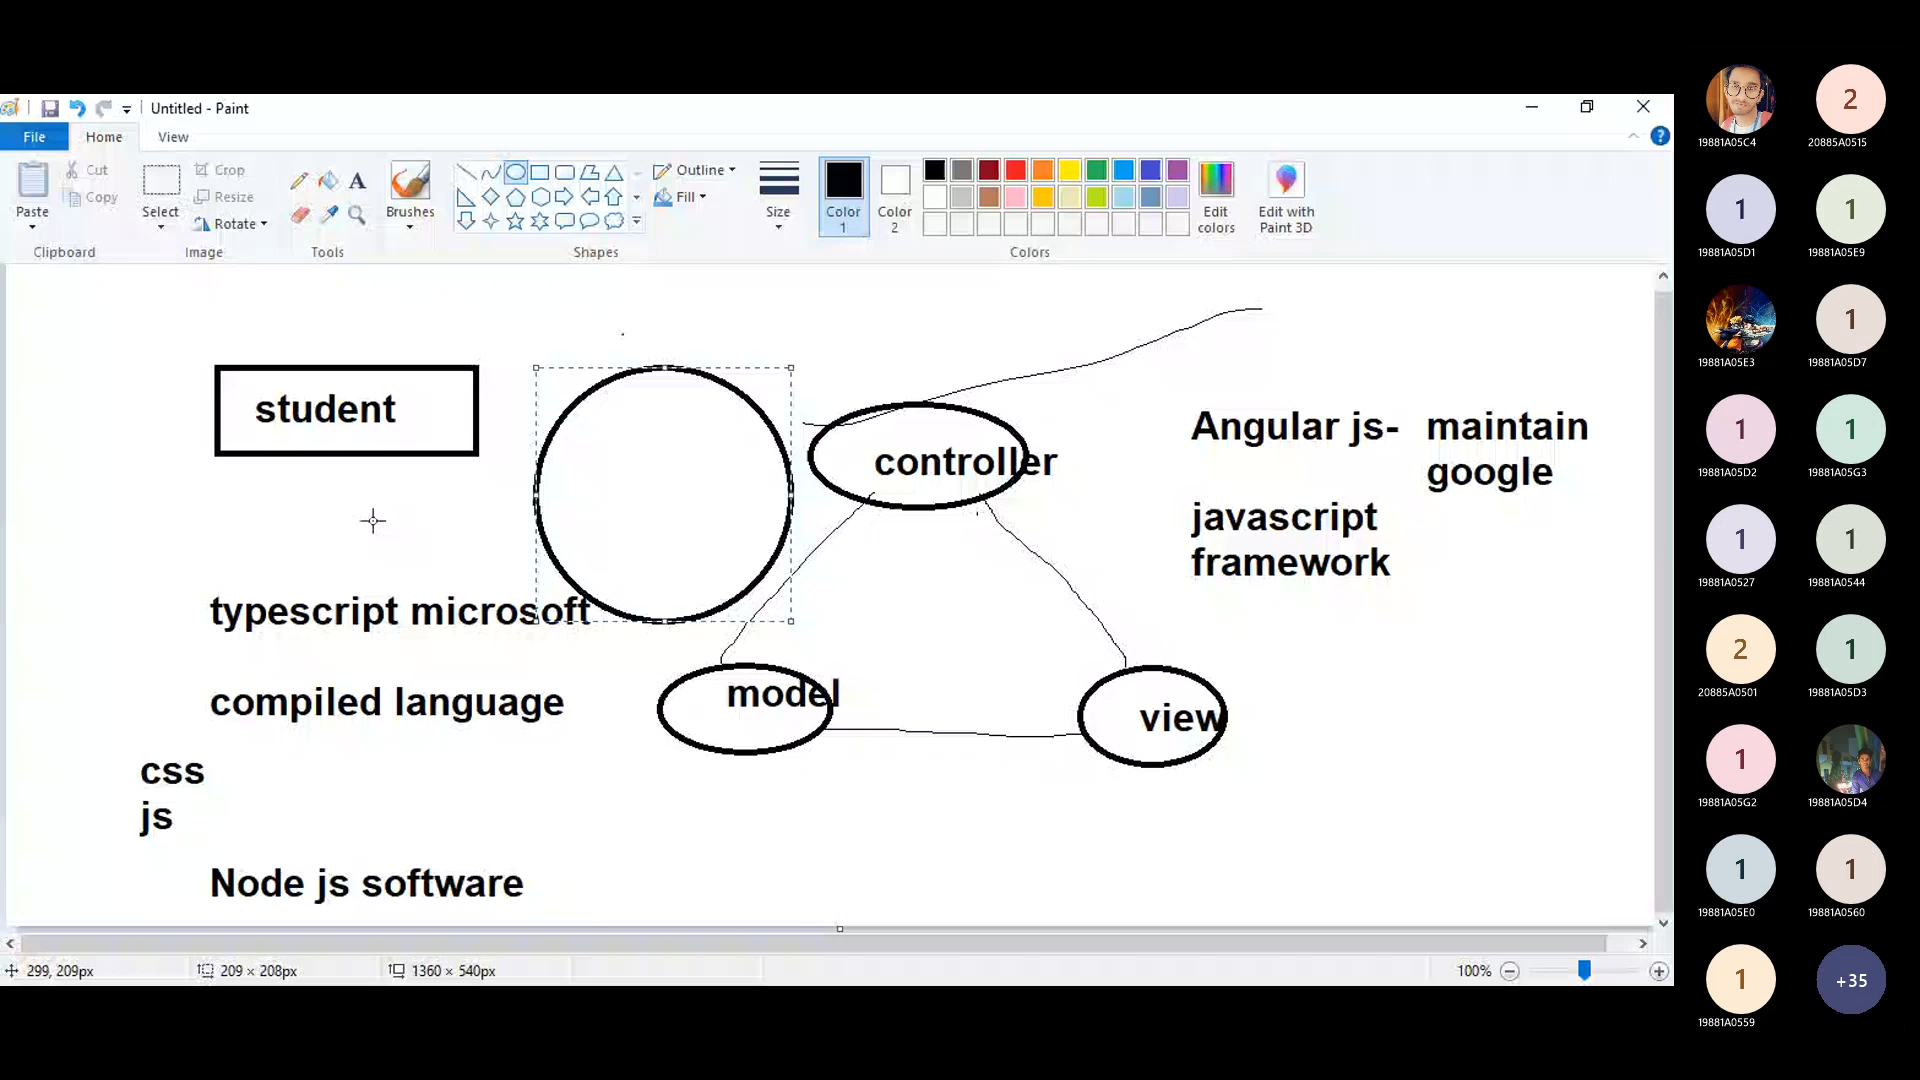 Untitled - Paint
File
Home
View
Paste
Cut
Copy
Clipboard
Select
Crop
Resize
Rotate
Image
A
Tools
Brushes
Shapes
Outline
Fill
Size
Color
1
Color
2
Edit
colors
Edit with
Paint 3D
Colors
?
student
controller
Angular js-
maintain
google
javascript
framework
typescript microsoft
model
view
compiled language
css
js
Node js software
299, 209px
209 × 208px
1360 × 540px
100%
19881A05C4
2
20885A0515
1
19881A05D1
1
19881A05E9
19881A05E3
1
19881A05D7
1
19881A05D2
1
19881A05G3
1
19881A0527
1
19881A0544
2
20885A0501
1
19881A05D3
1
19881A05G2
19881A05D4
1
19881A05E0
1
19881A0560
1
19881A0559
+35